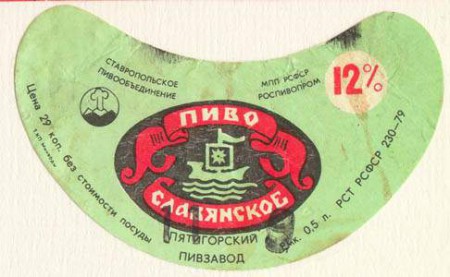 СТАВРОПОЛЬСКОЕ
ПИВООБЪЕДИНЕНИЕ
МПП РСФСР
РОСПИВОПРОМ
12%
ПИВО
СЛАВЯНСКОЕ
ПЯТИГОРСКИЙ
ПИВЗАВОД
Цена 29 коп. без стоимости посуды
Емк. 0,5 л. РСТ РСФСР 230—79